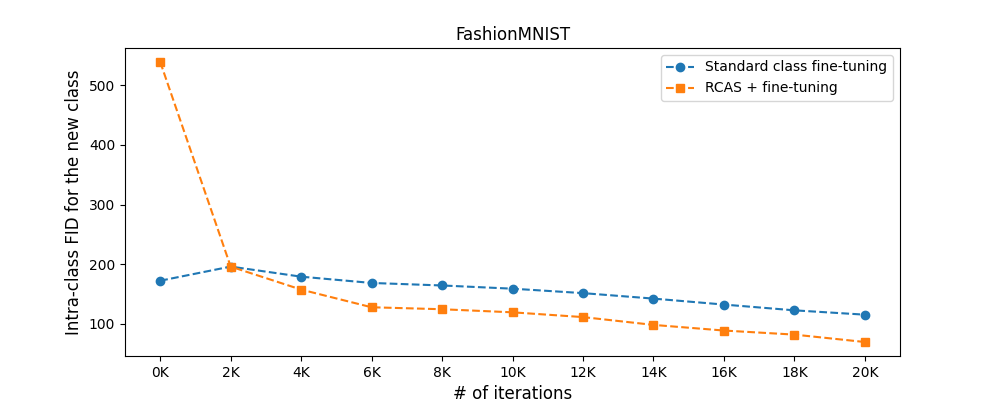 FashionMNIST
Standard class fine-tuning
RCAS + fine-tuning
Intra-class FID for the new class
500
400
300
200
100
0K 2K 4K 6K 8K 10K 12K 14K 16K 18K 20K
# of iterations